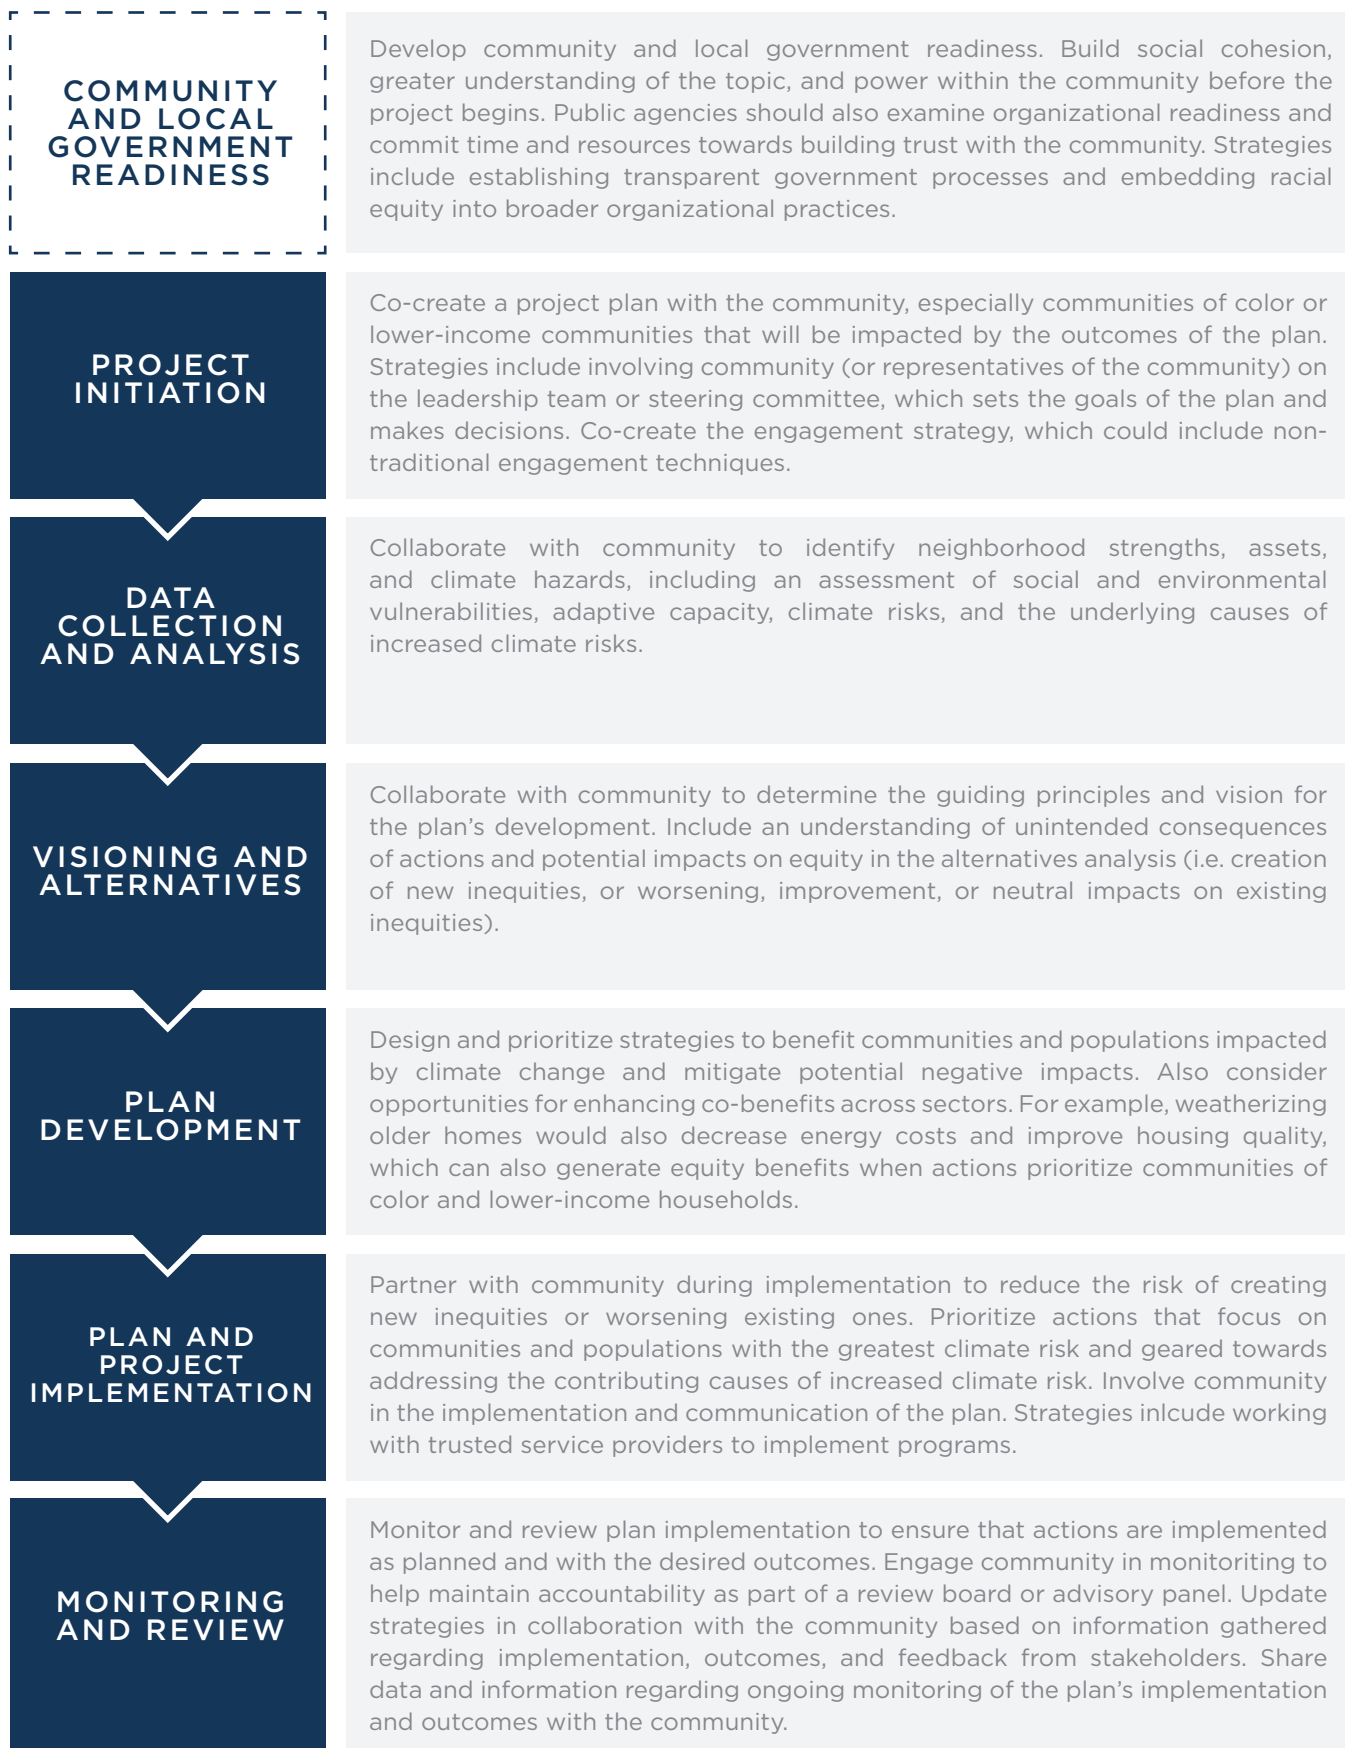 COMMUNITY
AND LOCAL
GOVERNMENT
READINESS
Develop community and local government readiness. Build social cohesion,
greater understanding of the topic, and power within the community before the
project begins. Public agencies should also examine organizational readiness and
commit time and resources towards building trust with the community. Strategies
include establishing transparent government processes and embedding racial
equity into broader organizational practices.
PROJECT
INITIATION
Co-create a project plan with the community, especially communities of color or
lower-income communities that will be impacted by the outcomes of the plan.
Strategies include involving community (or representatives of the community) on
the leadership team or steering committee, which sets the goals of the plan and
makes decisions. Co-create the engagement strategy, which could include non-
traditional engagement techniques.
DATA
COLLECTION
AND ANALYSIS
Collaborate with community to identify neighborhood strengths, assets,
and climate hazards, including an assessment of social and environmental
vulnerabilities, adaptive capacity, climate risks, and the underlying causes of
increased climate risks.
VISIONING AND
ALTERNATIVES
Collaborate with community to determine the guiding principles and vision for
the plan's development. Include an understanding of unintended consequences
of actions and potential impacts on equity in the alternatives analysis (i.e. creation
of new inequities, or worsening, improvement, or neutral impacts on existing
inequities).
PLAN
DEVELOPMENT
Design and prioritize strategies to benefit communities and populations impacted
by climate change and mitigate potential negative impacts. Also consider
opportunities for enhancing co-benefits across sectors. For example, weatherizing
older homes would also decrease energy costs and improve housing quality,
which can also generate equity benefits when actions prioritize communities of
color and lower-income households.
PLAN AND
PROJECT
IMPLEMENTATION
Partner with community during implementation to reduce the risk of creating
new inequities or worsening existing ones. Prioritize actions that focus on
communities and populations with the greatest climate risk and geared towards
addressing the contributing causes of increased climate risk. Involve community
in the implementation and communication of the plan. Strategies inlcude working
with trusted service providers to implement programs.
MONITORING
AND REVIEW
Monitor and review plan implementation to ensure that actions are implemented
as planned and with the desired outcomes. Engage community in monitoriting to
help maintain accountability as part of a review board or advisory panel. Update
strategies in collaboration with the community based on information gathered
regarding implementation, outcomes, and feedback from stakeholders. Share
data and information regarding ongoing monitoring of the plan's implementation
and outcomes with the community.